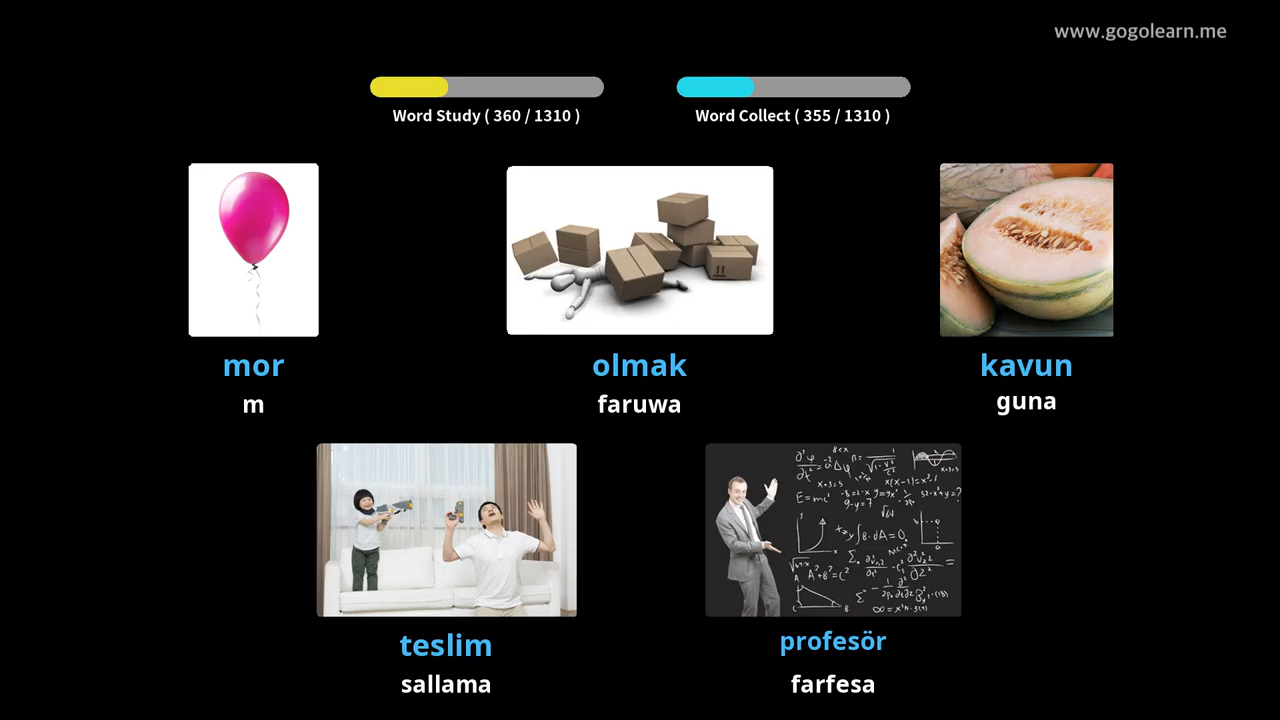 www.gogolearn.me
Word Study ( 360 / 1310 )
Word Collect ( 355 / 1310 )
mor
m
olmak
faruwa
kavun
guna
teslim
sallama
profesör
farfesa